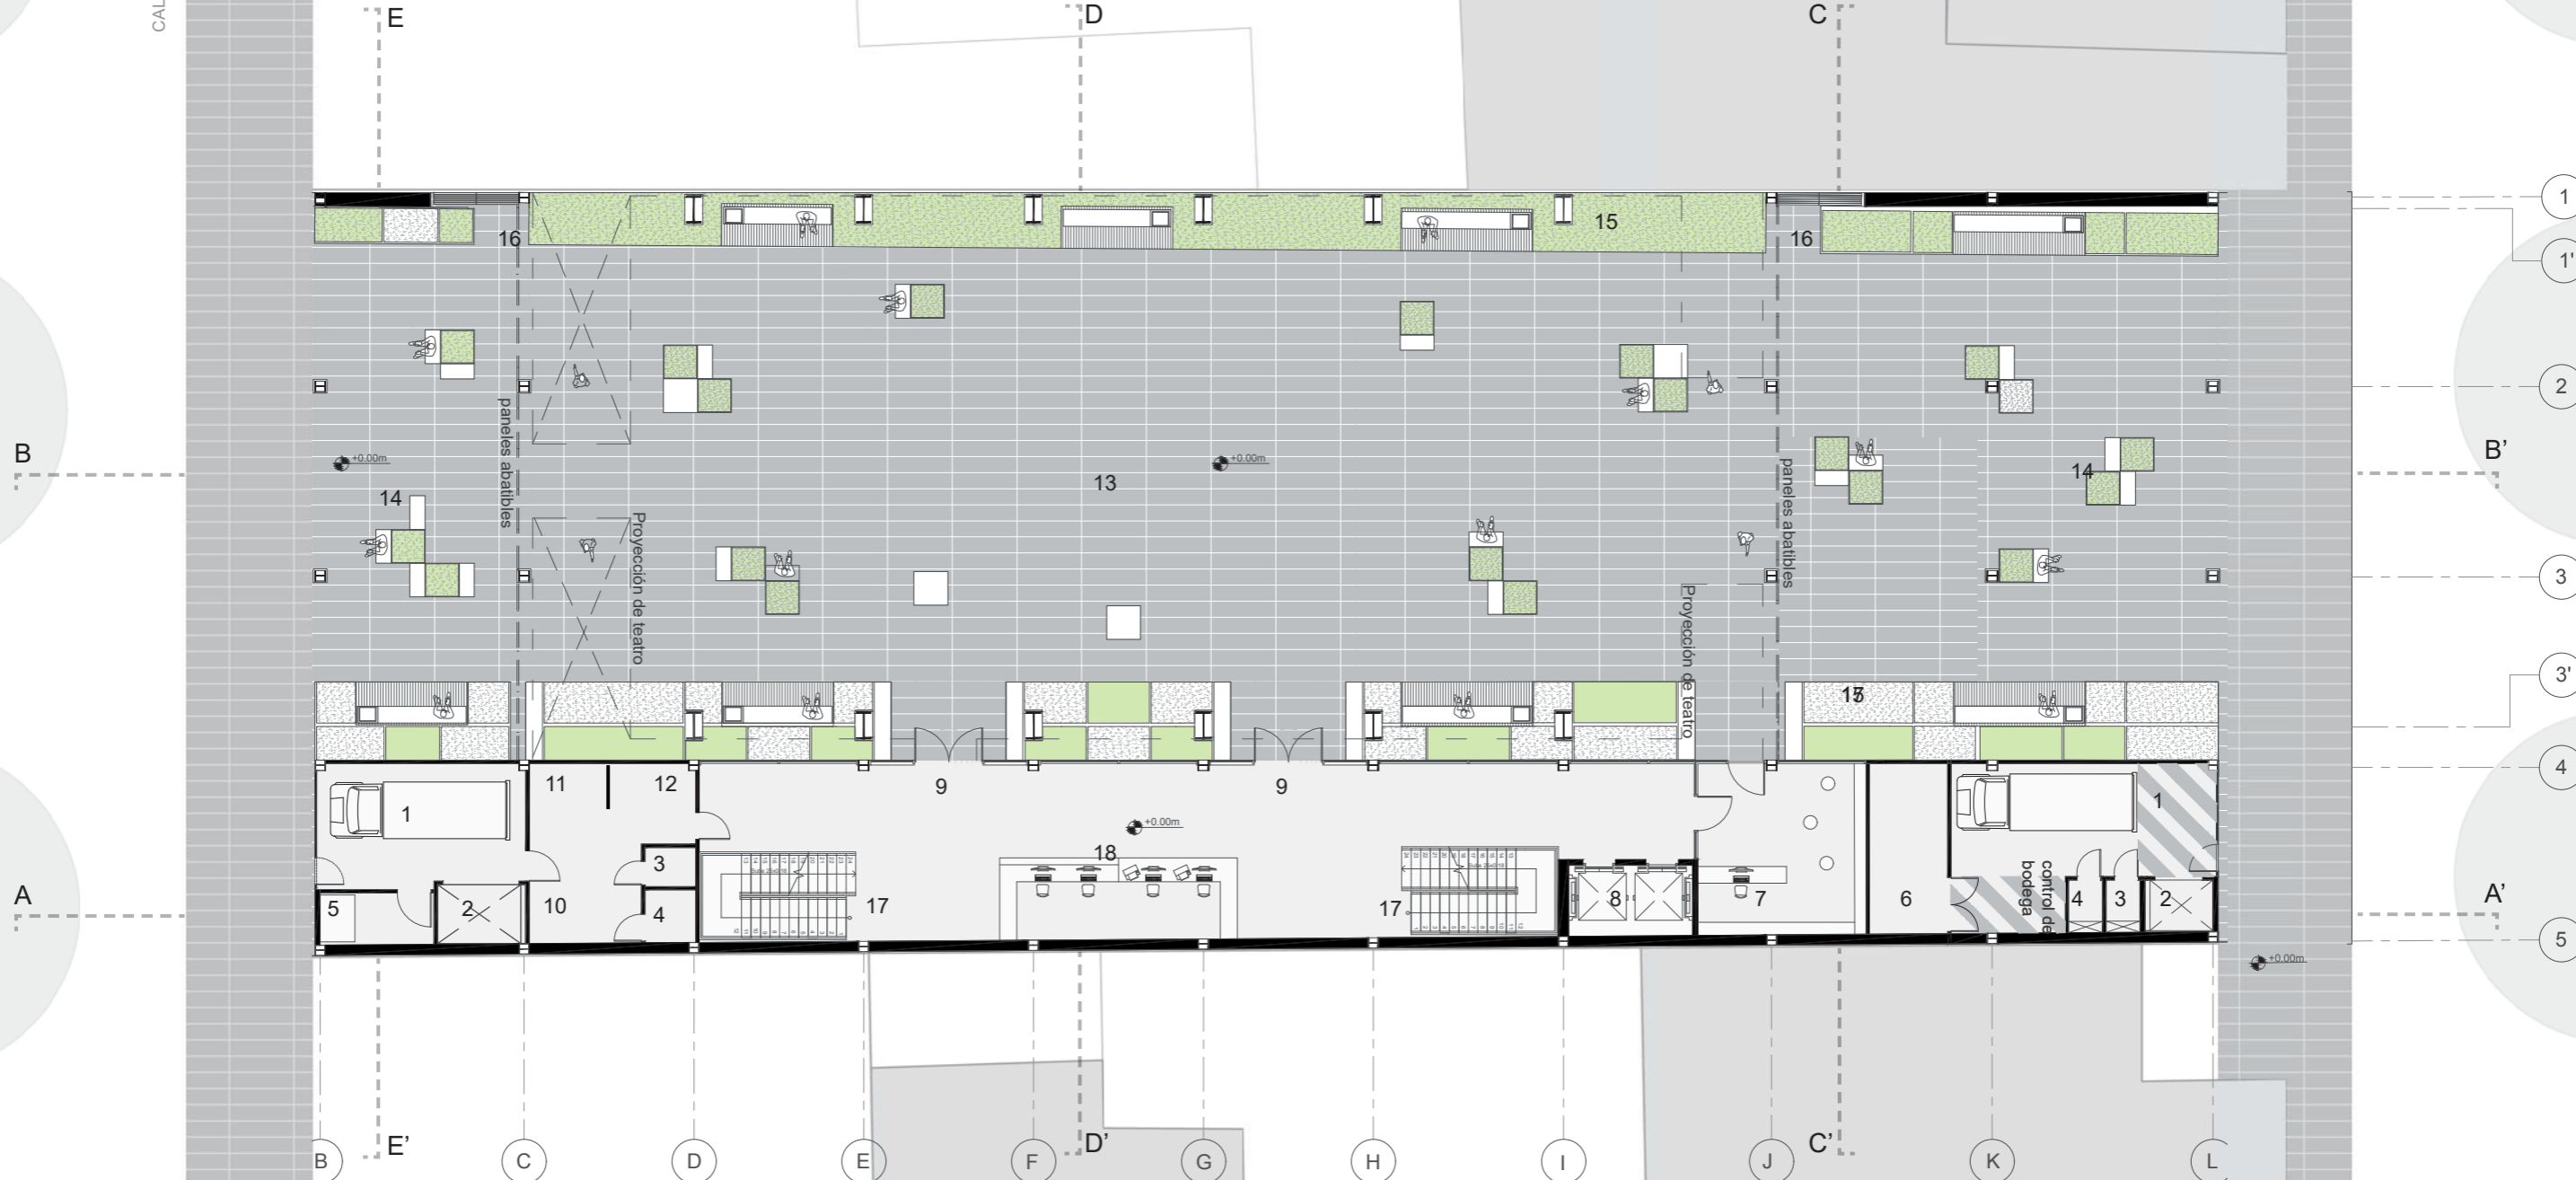 CAL
E
D
C
1
15
16
16
1'
2
paneles abatibles
B
+0.00m
+0.00m
paneles abatibles
B’
14
13
14
Proyección de teatro
3
Proyección de teatro
3'
15
4
11
12
9
9
1
1
+0.00m
18
3
A
5
2
10
4
17
17
8
7
6
control de
bodega
4
3
2
A’
5
+0.00m
E’
D’
C’
B
C
D
E
F
G
H
I
J
K
L